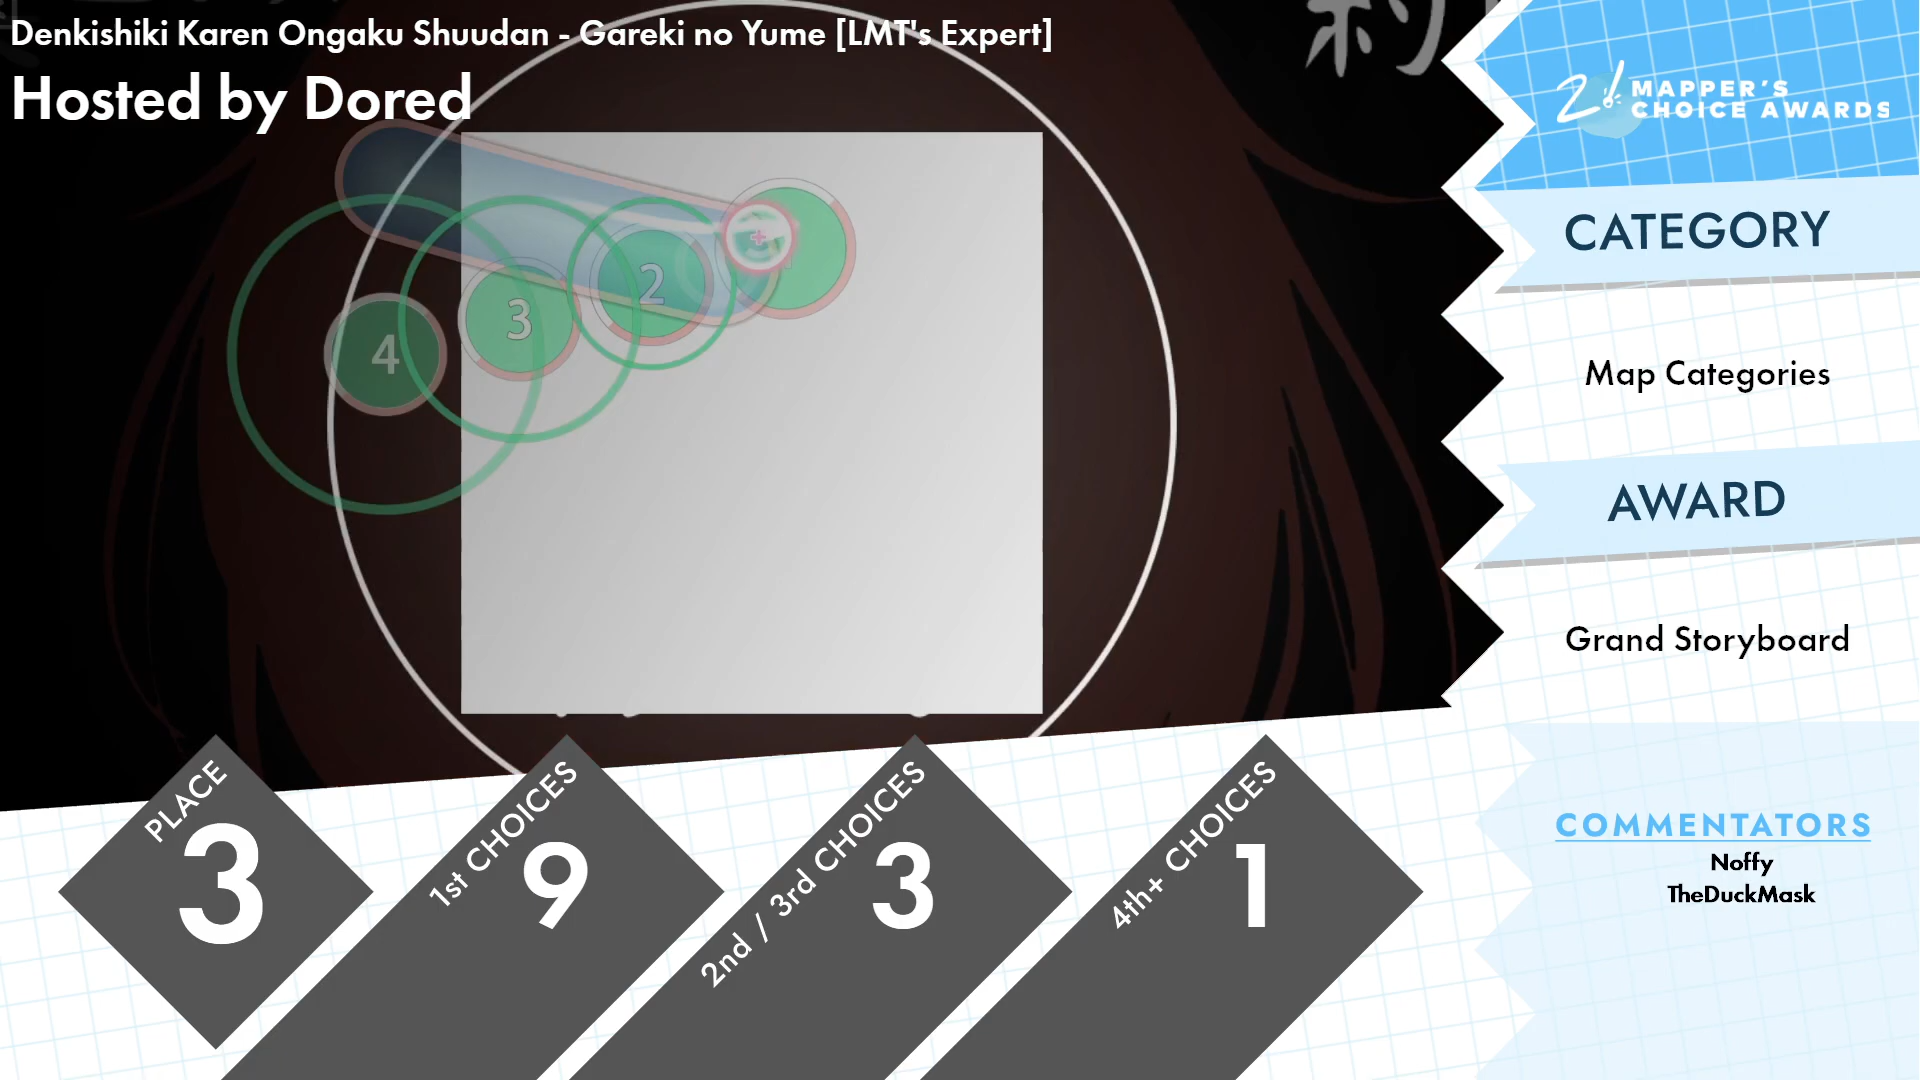 Denkishiki Karen Ongaku Shuudan - Gareki no Yume [LMT's Expert]
Hosted by Dored
4
3
2
21
MAPPER'S
CHOICE AWARDS
CATEGORY
Map Categories
AWARD
Grand Storyboard
PLACE
3
1st CHOICES
9
2nd / 3rd CHOICES
3
4th+ CHOICES
1
COMMENTATORS
Noffy
TheDuckMask